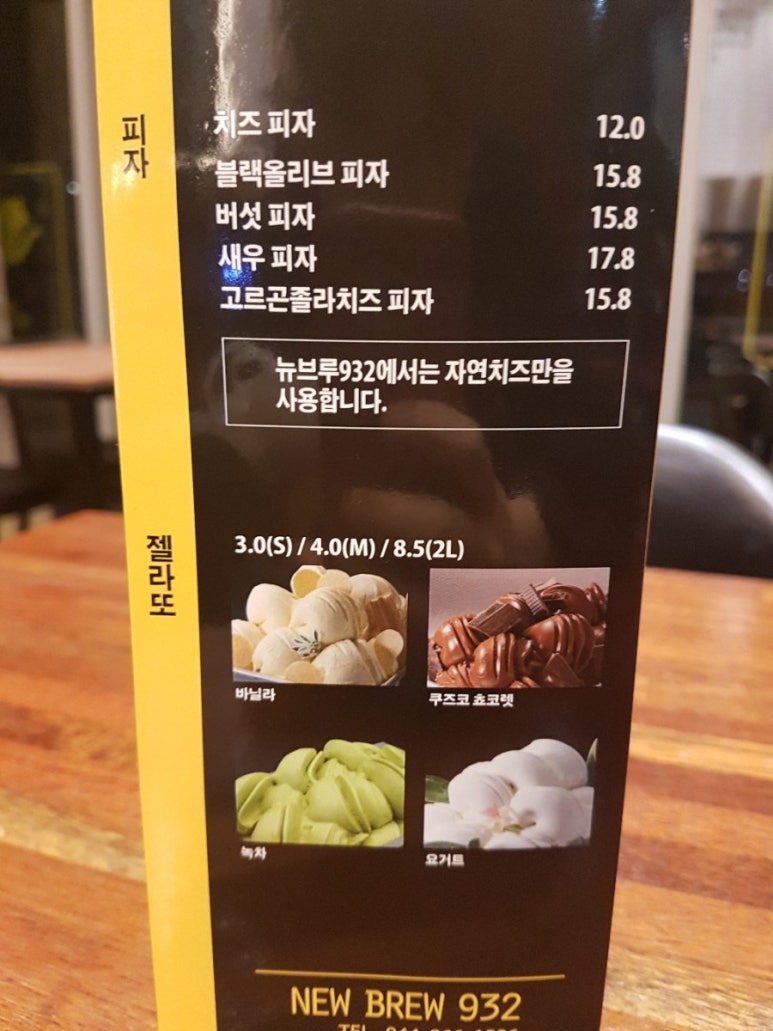 피자
치즈 피자 12.0
블랙올리브 피자 15.8
버섯 피자 15.8
새우 피자 17.8
고르곤졸라치즈 피자 15.8
뉴브루932에서는 자연치즈만을
사용합니다.
젤라또
3.0(S) / 4.0(M) / 8.5(2L)
바닐라
쿠즈코 쵸코렛
녹차
요거트
NEW BREW 932
TEL